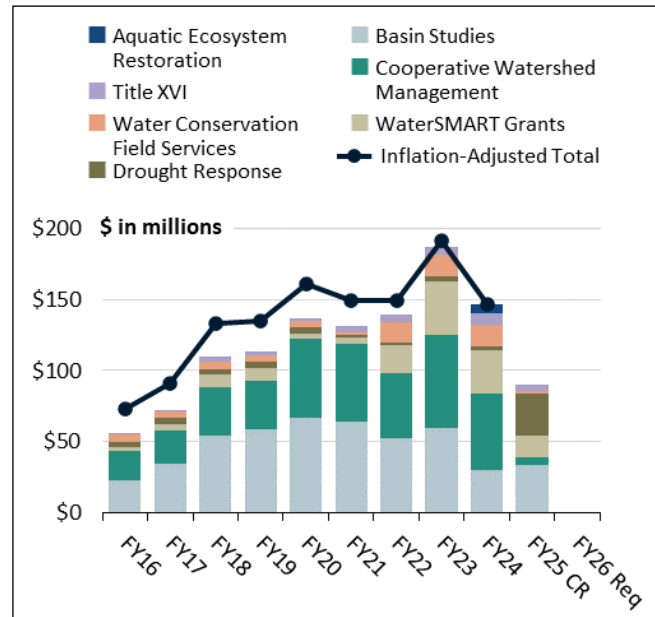 Aquatic Ecosystem
Restoration
Title XVI
Water Conservation
Field Services
Drought Response
Basin Studies
Cooperative Watershed
Management
WaterSMART Grants
Inflation-Adjusted Total
$ in millions
$200
$150
$100
$50
$0
FY16
FY17
FY18
FY19
FY20
FY21
FY22
FY23
FY24
FY25 CR
FY26 Req